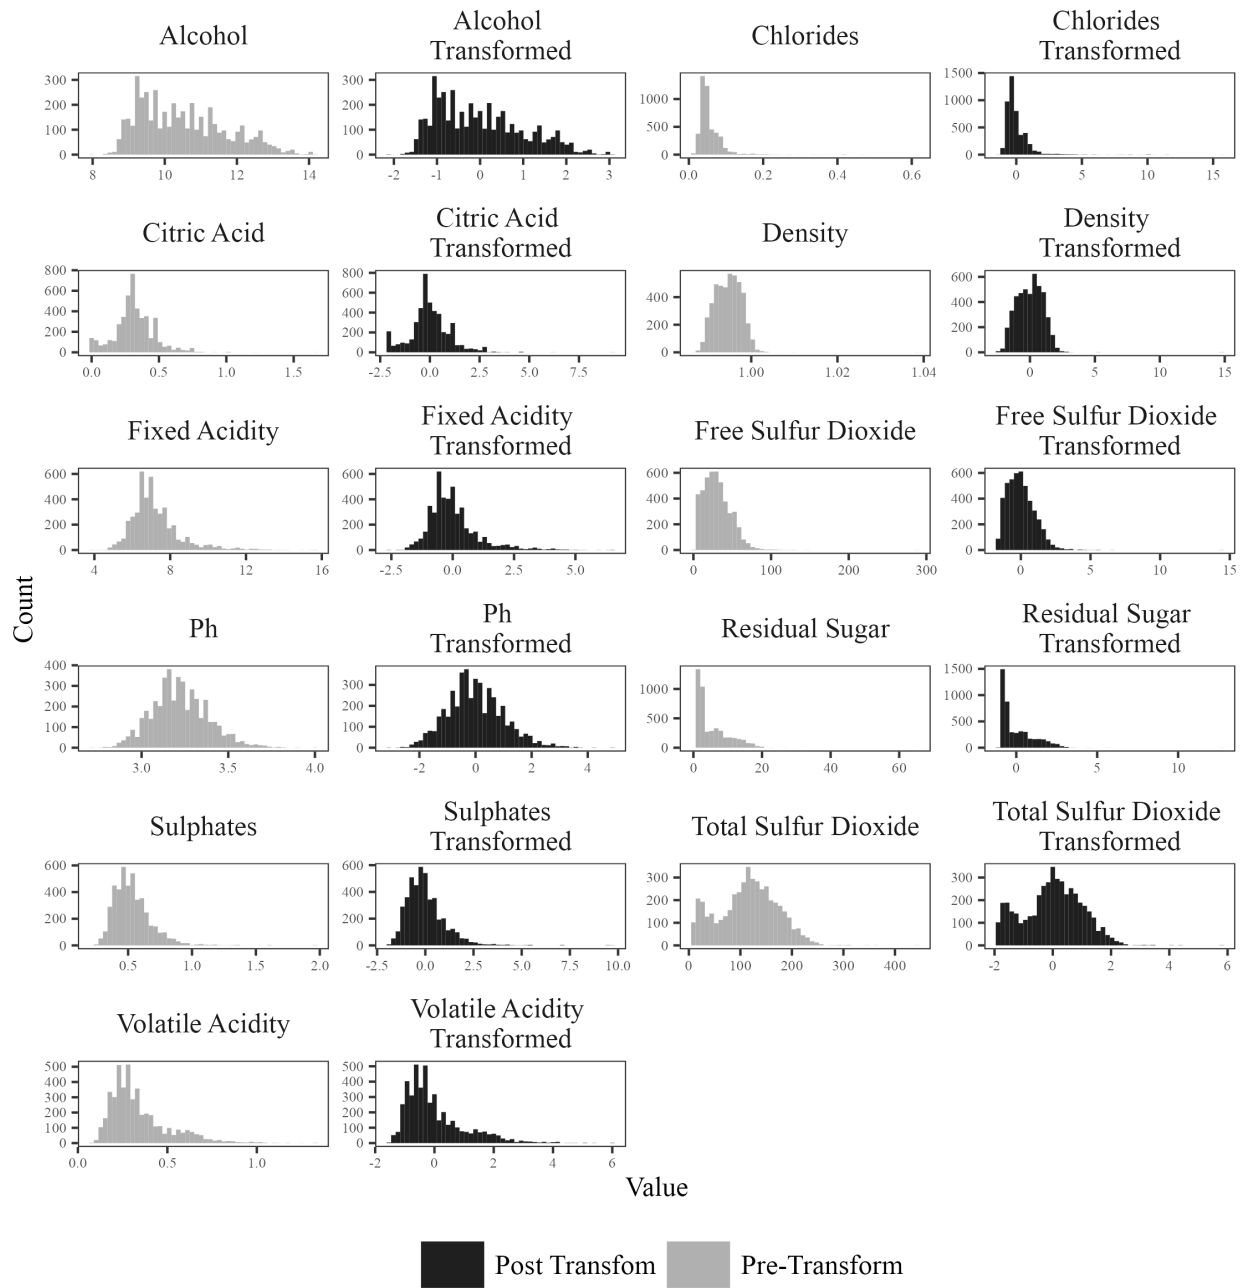 Alcohol
Alcohol
Transformed
Chlorides
Chlorides
Transformed
300
200
100
0
8 10 12 14
300
200
100
0
-2 -1 0 1 2 3
1000
500
0
0.0 0.2 0.4 0.6
1500
1000
500
0
0 5 10 15
Citric Acid
Citric Acid
Transformed
Density
Density
Transformed
800
600
400
200
0
0.0 0.5 1.0 1.5
800
600
400
200
0
-2.5 0.0 2.5 5.0 7.5
400
200
0
1.00 1.02 1.04
600
400
200
0
0 5 10 15
Fixed Acidity
Fixed Acidity
Transformed
Free Sulfur Dioxide
Free Sulfur Dioxide
Transformed
600
400
200
0
4 8 12 16
600
400
200
0
-2.5 0.0 2.5 5.0
600
400
200
0
0 100 200 300
600
400
200
0
0 5 10 15
Count
Ph
Ph
Transformed
Residual Sugar
Residual Sugar
Transformed
400
300
200
100
0
3.0 3.5 4.0
300
200
100
0
-2 0 2 4
1000
500
0
0 20 40 60
1500
1000
500
0
0 5 10
Sulphates
Sulphates
Transformed
Total Sulfur Dioxide
Total Sulfur Dioxide
Transformed
600
400
200
0
0.5 1.0 1.5 2.0
600
400
200
0
-2.5 0.0 2.5 5.0 7.5 10.0
300
200
100
0
0 100 200 300 400
300
200
100
0
-2 0 2 4 6
Volatile Acidity
Volatile Acidity
Transformed
500
400
300
200
100
0
0.0 0.5 1.0
500
400
300
200
100
0
-2 0 2 4 6
Value
Post Transfom Pre-Transform